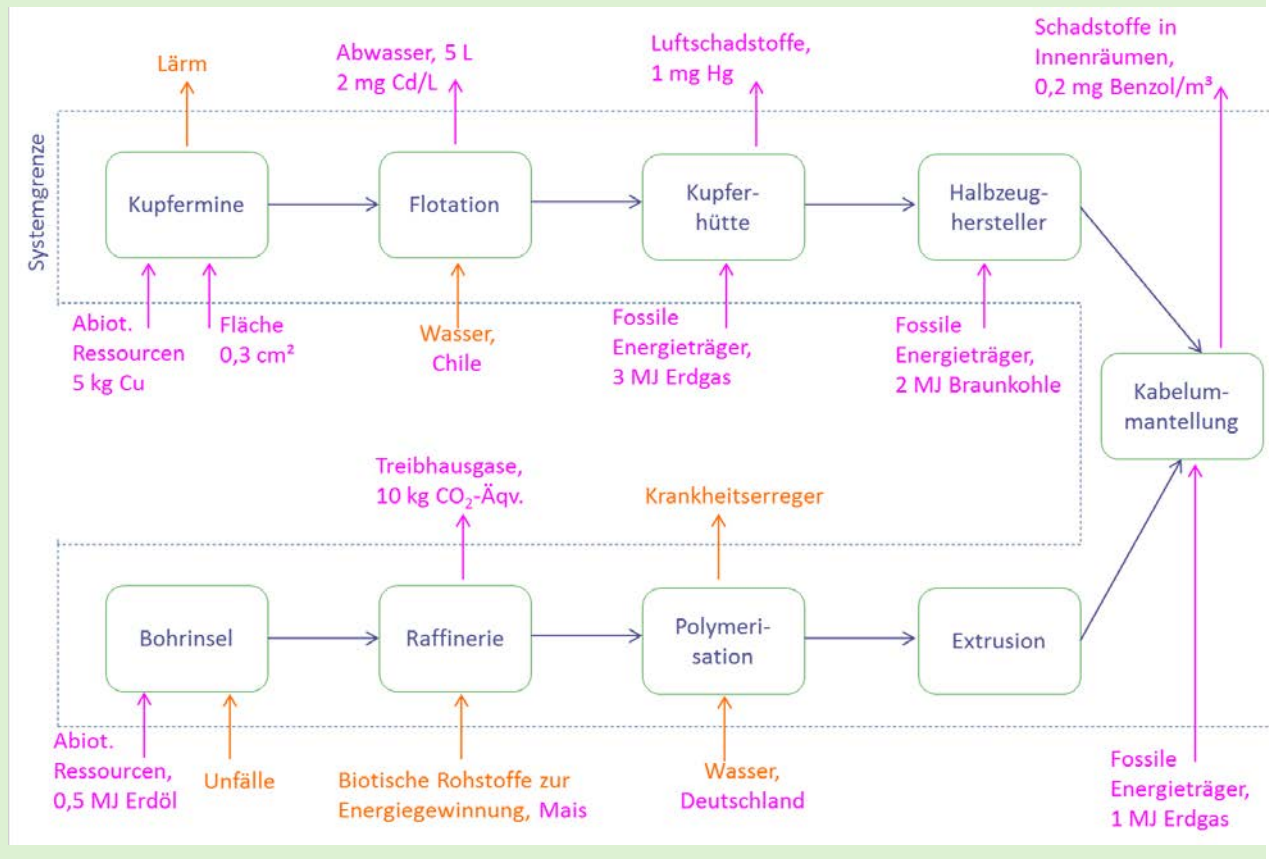 Lärm
Abwasser, 5 L
2 mg Cd/L
Luftschadstoffe,
1 mg Hg
Schadstoffe in
Innenräumen,
0,2 mg Benzol/m³
Systemgrenze
Kupfermine
Flotation
Kupfer-
hütte
Halbzeug-
hersteller
Abiot.
Ressourcen
5 kg Cu
Fläche
0,3 cm²
Wasser,
Chile
Fossile
Energieträger,
3 MJ Erdgas
Fossile
Energieträger,
2 MJ Braunkohle
Kabelum-
mantellung
Treibhausgase,
10 kg CO₂-Äqv.
Krankheitserreger
Bohrinsel
Raffinerie
Polymeri-
sation
Extrusion
Abiot.
Ressourcen,
0,5 MJ Erdöl
Unfälle
Biotische Rohstoffe zur
Energiegewinnung, Mais
Wasser,
Deutschland
Fossile
Energieträger,
1 MJ Erdgas